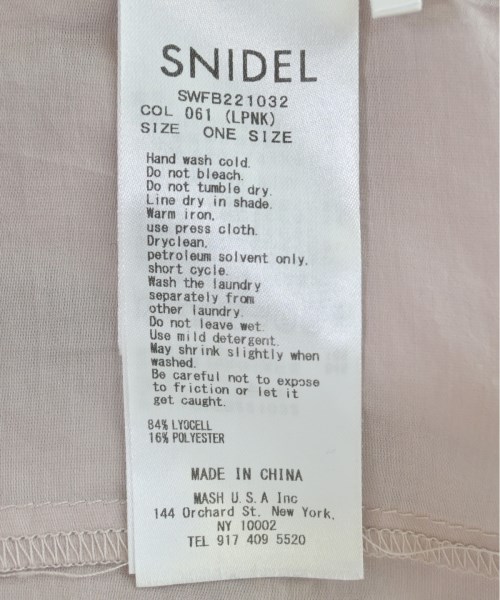 SNIDEL
SWFB221032
COL 061 (LPNK)
SIZE ONE SIZE
Hand wash cold.
Do not bleach.
Do not tumble dry.
Line dry in shade.
Warm iron,
use press cloth.
Dryclean,
petroleum solvent only,
short cycle.
Wash the laundry
separately from
other laundry.
Do not leave wet.
Use mild detergent.
May shrink slightly when
washed.
Be careful not to expose
to friction or let it
get caught.
84% LYOCELL
16% POLYESTER
MADE IN CHINA
MASH U.S.A Inc
144 Orchard St. New York,
NY 10002
TEL 917 409 5520